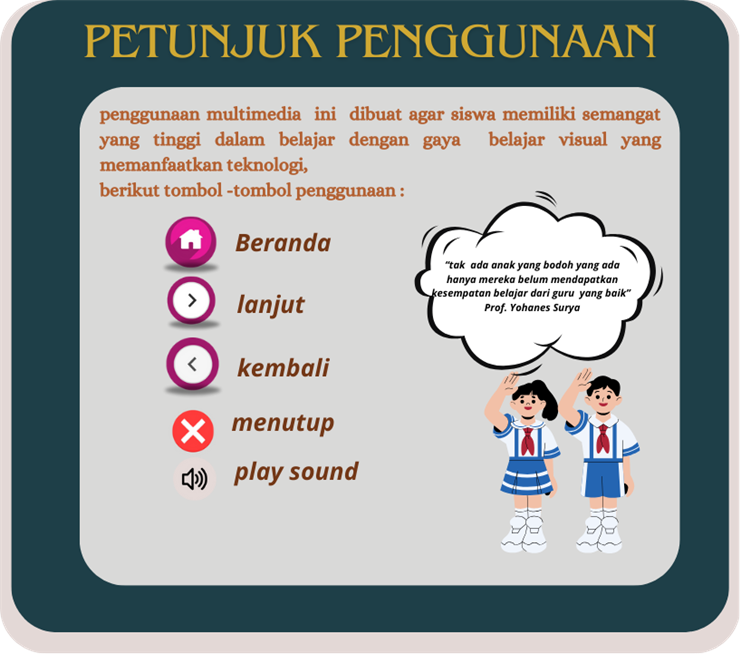 PETUNJUK PENGGUNAAN
penggunaan multimedia ini dibuat agar siswa memiliki semangat
yang tinggi dalam belajar dengan gaya belajar visual yang
memanfaatkan teknologi,
berikut tombol -tombol penggunaan :
Beranda
lanjut
kembali
menutup
play sound
"tak ada anak yang bodoh yang ada
hanya mereka belum mendapatkan
kesempatan belajar dari guru yang baik"
Prof. Yohanes Surya